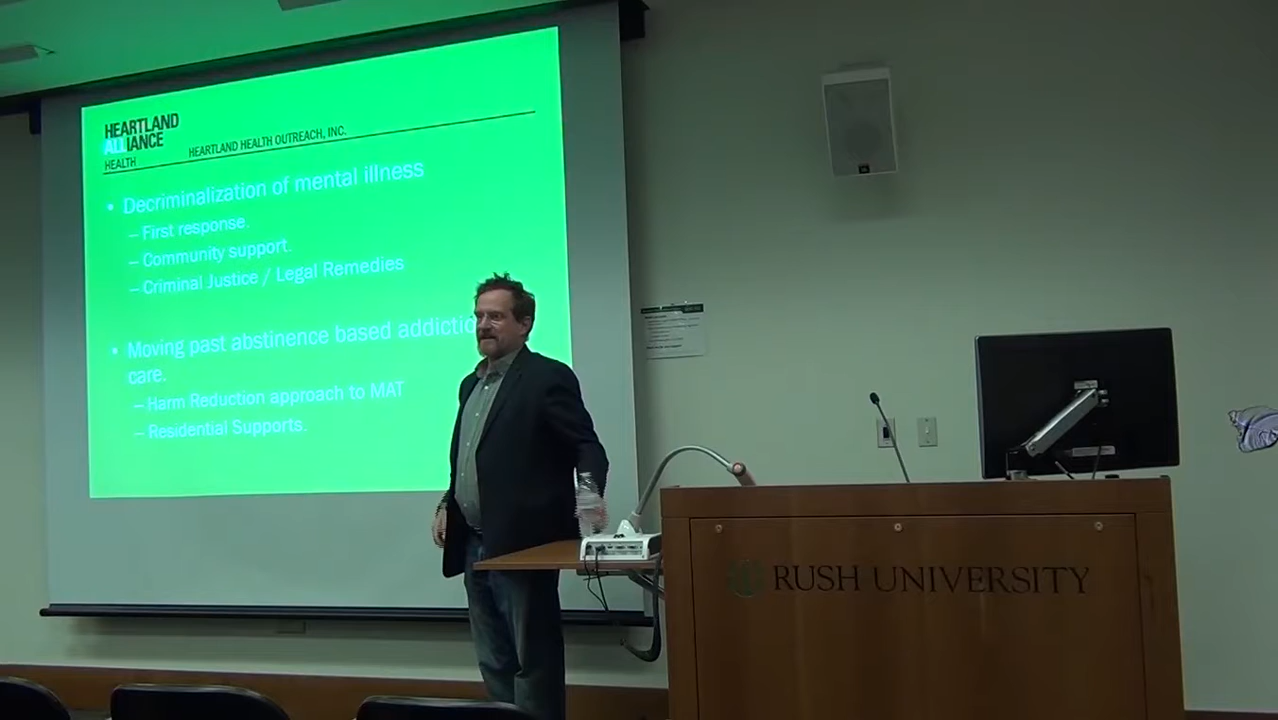 HEARTLAND
ALLIANCE
HEALTH
HEARTLAND HEALTH OUTREACH, INC.
• Decriminalization of mental illness
– First response.
– Community support.
– Criminal Justice / Legal Remedies
• Moving past abstinence based addictio
care.
– Harm Reduction approach to MAT
– Residential Supports.
RUSH UNIVERSITY